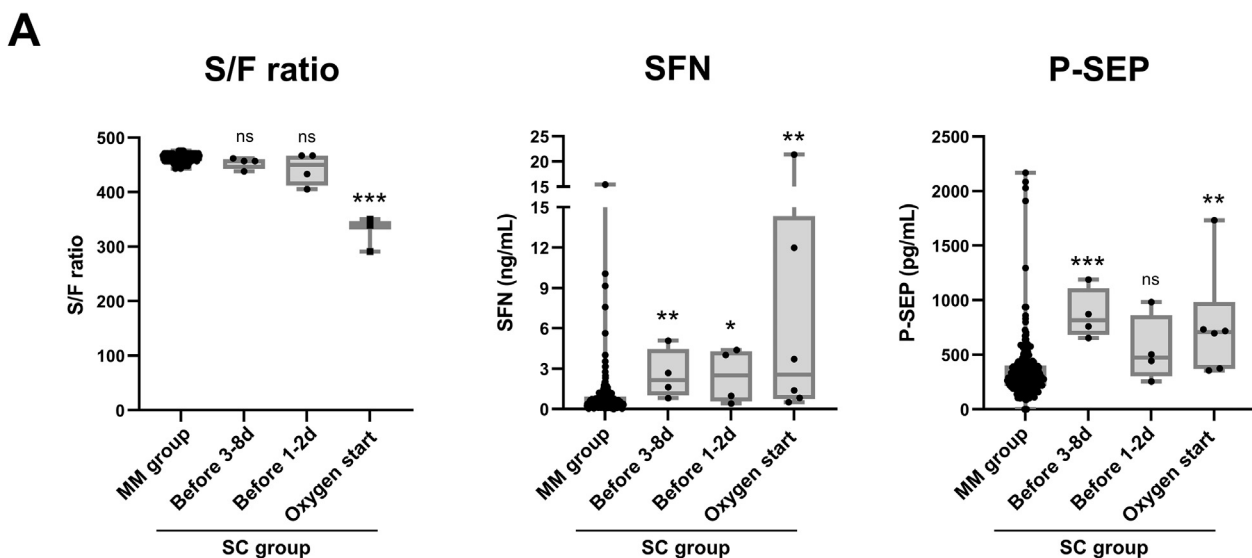 A
S/F ratio
S/F ratio
500
400
300
200
100
0
ns
ns
***
MM group
Before 3-8d
Before 1-2d
Oxygen start
SC group
SFN
SFN (ng/mL)
25
20
15
15
12
9
6
3
0
**
*
**
MM group
Before 3-8d
Before 1-2d
Oxygen start
SC group
P-SEP
P-SEP (pg/mL)
2500
2000
1500
1000
500
0
***
ns
**
MM group
Before 3-8d
Before 1-2d
Oxygen start
SC group